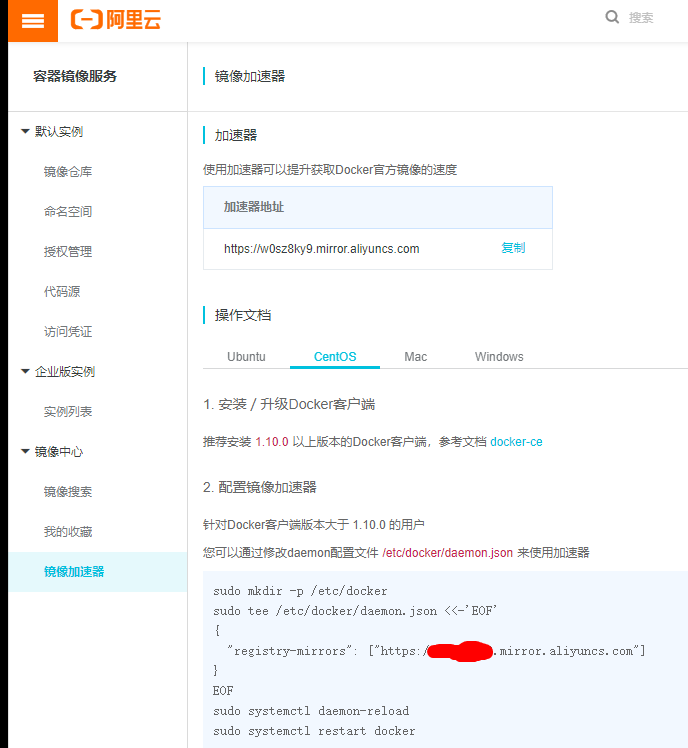 阿里云
搜索
容器镜像服务
镜像加速器
默认实例
镜像仓库
命名空间
授权管理
代码源
访问凭证
企业版实例
实例列表
镜像中心
镜像搜索
我的收藏
镜像加速器
加速器
使用加速器可以提升获取Docker官方镜像的速度
加速器地址
https://w0sz8ky9.mirror.aliyuncs.com 复制
操作文档
Ubuntu CentOS Mac Windows
1. 安装 / 升级Docker客户端
推荐安装 1.10.0 以上版本的Docker客户端，参考文档 docker-ce
2. 配置镜像加速器
针对Docker客户端版本大于 1.10.0 的用户
您可以通过修改daemon配置文件 /etc/docker/daemon.json 来使用加速器
sudo mkdir -p /etc/docker
sudo tee /etc/docker/daemon.json <<-'EOF'
{
"registry-mirrors": ["https:/ .mirror.aliyuncs.com"]
}
EOF
sudo systemctl daemon-reload
sudo systemctl restart docker